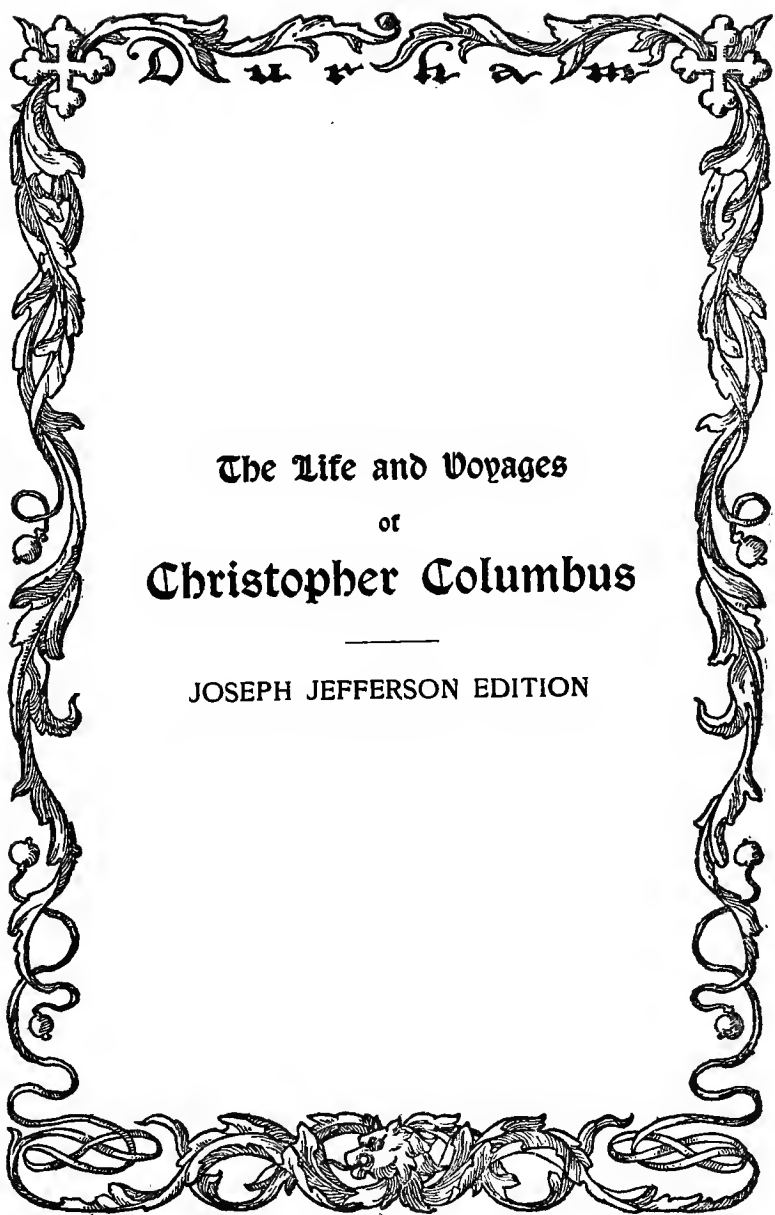 Durham
The Life and Voyages
of
Christopher Columbus
JOSEPH JEFFERSON EDITION